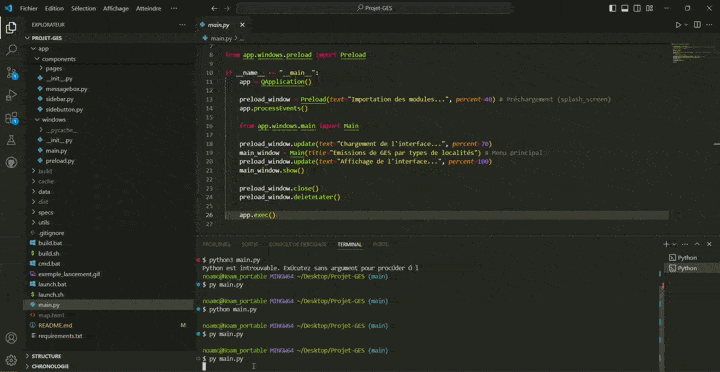 Fichier Edition Sélection Affichage Atteindre ... Projet-GES
EXPLORATEUR
PROJET-GES
app
components
pages
__init__.py
messagebox.py
sidebar.py
sidebutton.py
windows
__pycache__
__init__.py
main.py
preload.py
build
cache
data
dist
specs
utils
.gitignore
build.bat
build.sh
cmd.bat
exemple_lancement.gif
launch.bat
launch.sh
main.py
map.html
README.md M
requirements.txt
STRUCTURE
CHRONOLOGIE
main.py
main.py > ...
7
8 from app.windows.preload import Preload
9
10 if __name__ == "__main__":
11 app = QApplication()
12
13 preload_window = Preload(text="Importation des modules...", percent=40) # Préchargement (splash_screen)
14 app.processEvents()
15
16 from app.windows.main import Main
17
18 preload_window.update(text="Chargement de l'interface...", percent=70)
19 main_window = Main(title="Emissions de GES par types de localités") # Menu principal
20 preload_window.update(text="Affichage de l'interface...", percent=100)
21 main_window.show()
22
23 preload_window.close()
24 preload_window.deleteLater()
25
26 app.exec()
27
PROBLÈMES SORTIE CONSOLE DE DÉBOGAGE TERMINAL PORTS
$ python3 main.py
Python est introuvable. Exécutez sans argument pour procéder à l
noamc@Noam_portable MINGW64 ~/Desktop/Projet-GES (main)
$ py main.py
noamc@Noam_portable MINGW64 ~/Desktop/Projet-GES (main)
$ python main.py
noamc@Noam_portable MINGW64 ~/Desktop/Projet-GES (main)
$ py main.py
noamc@Noam_portable MINGW64 ~/Desktop/Projet-GES (main)
$ py main.py
Python
Python